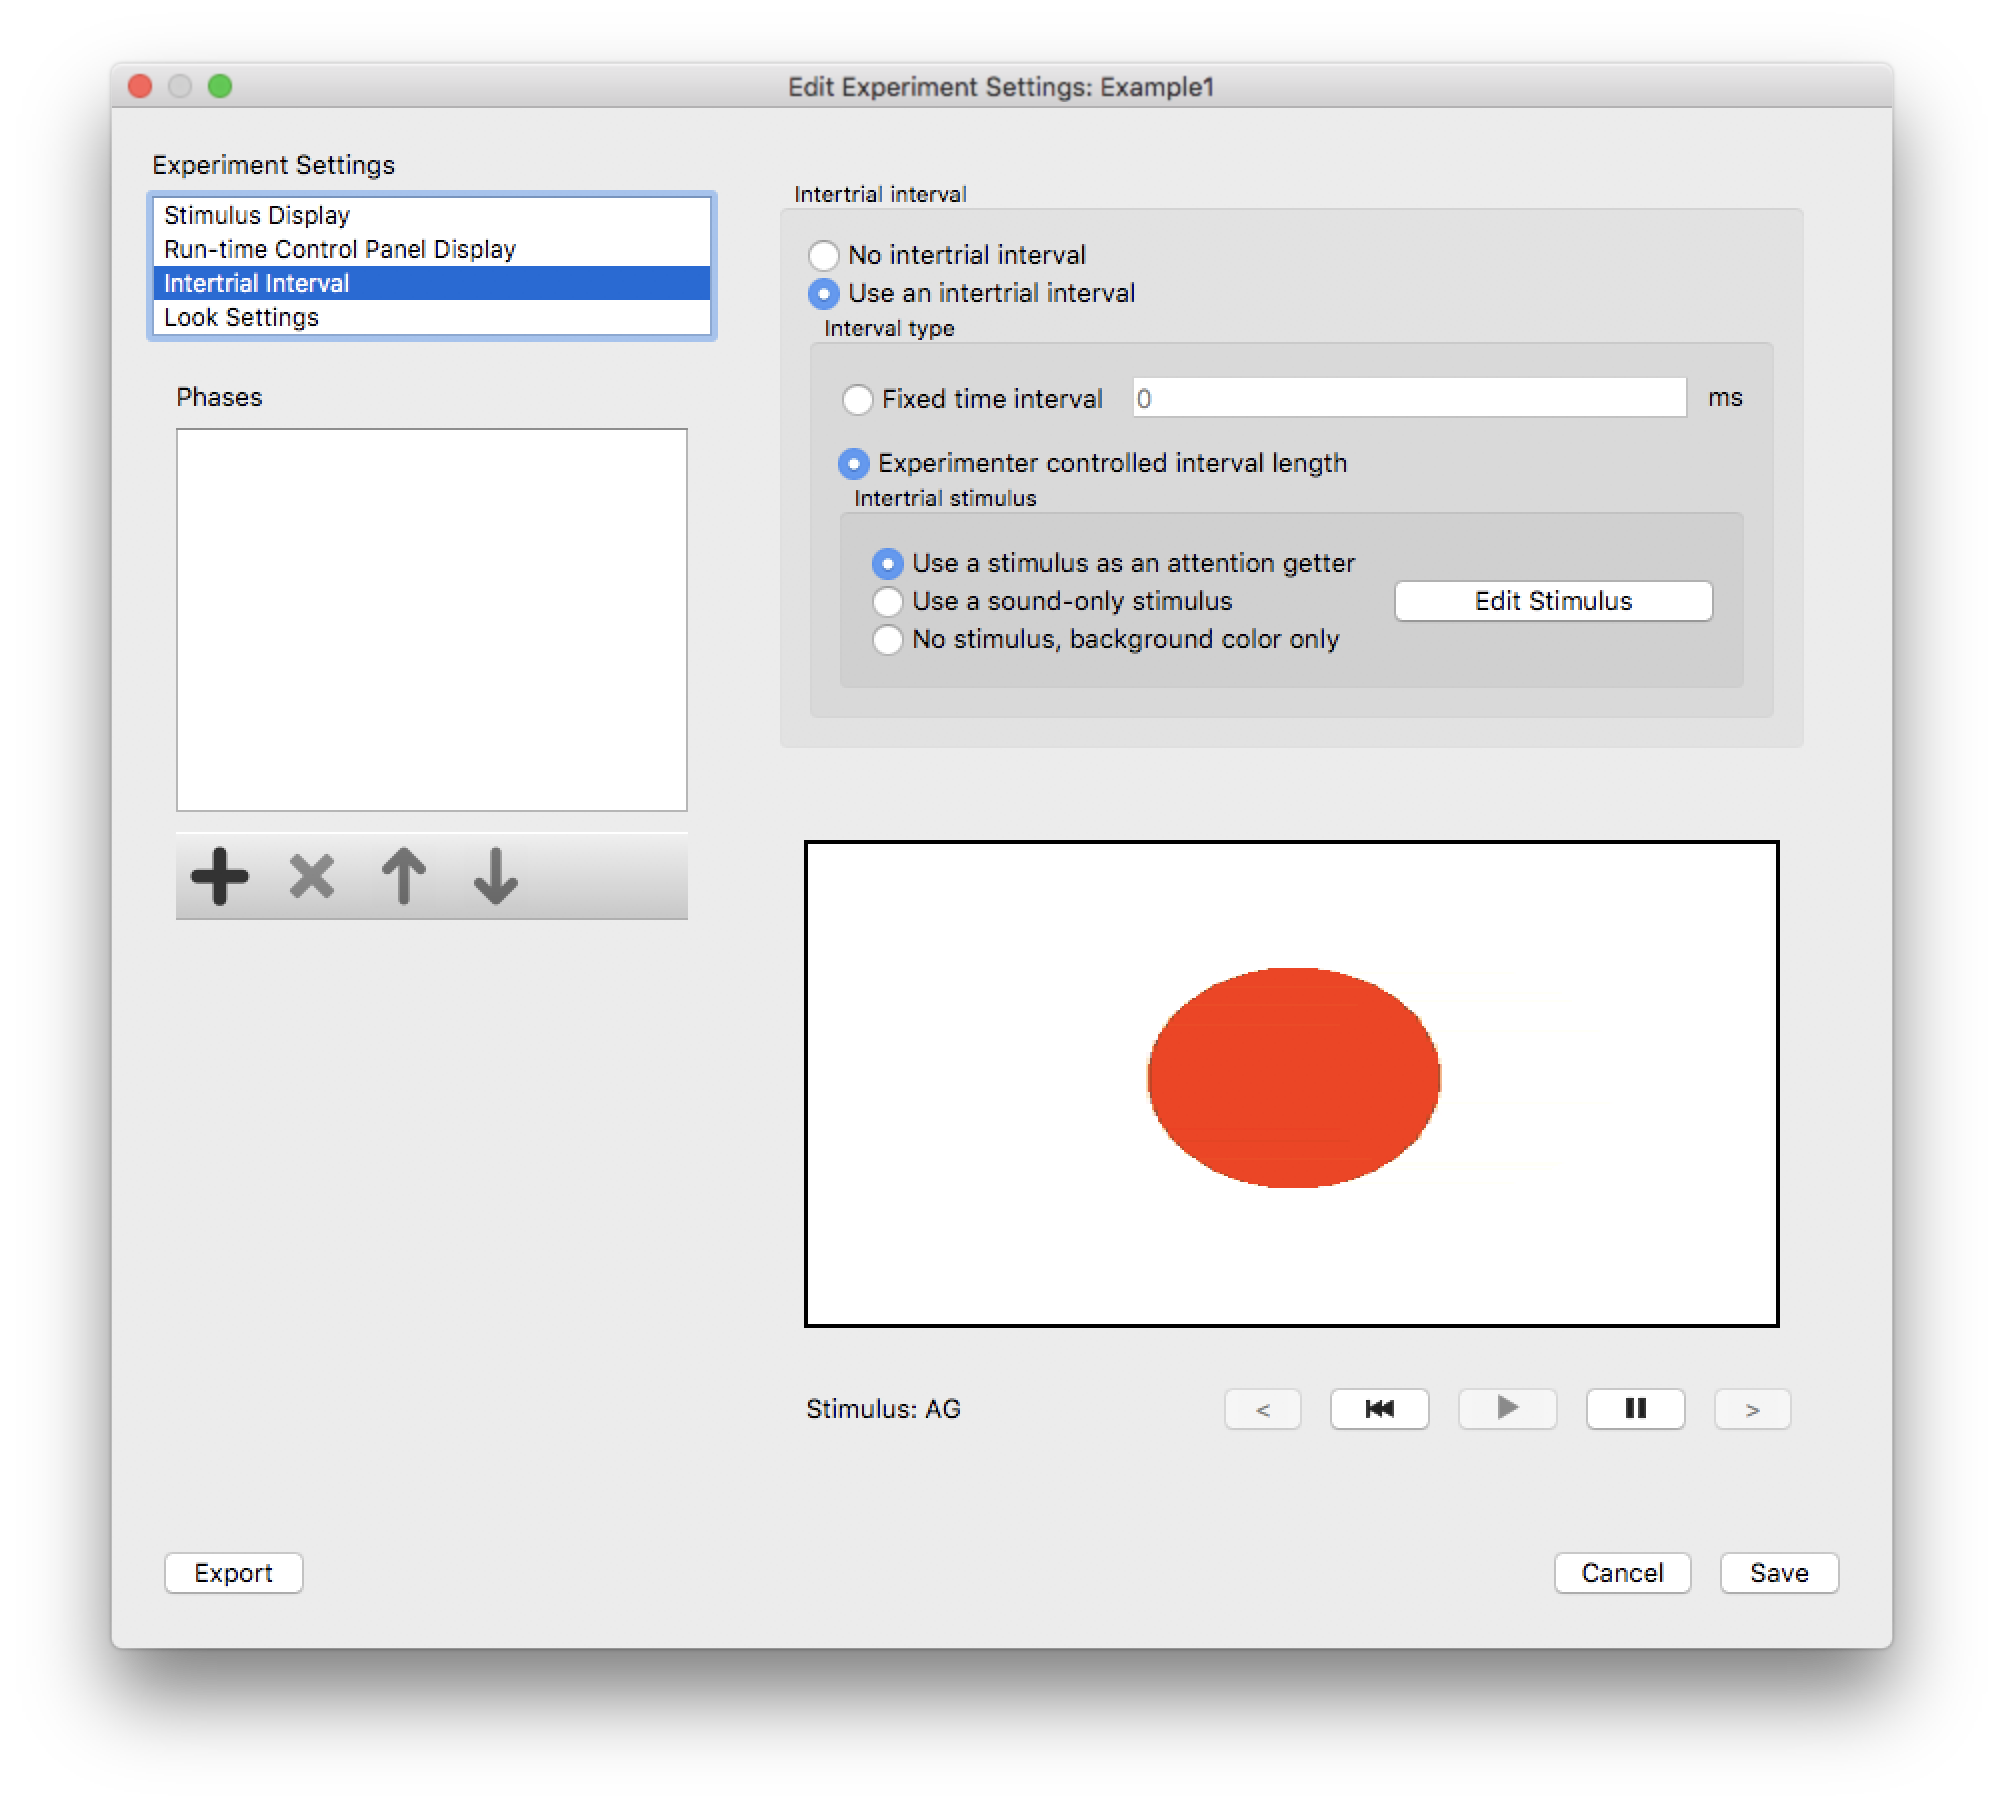 Edit Experiment Settings: Example1
Experiment Settings
Stimulus Display
Run-time Control Panel Display
Intertrial Interval
Look Settings
Phases
Intertrial interval
No intertrial interval
Use an intertrial interval
Interval type
Fixed time interval 0 ms
Experimenter controlled interval length
Intertrial stimulus
Use a stimulus as an attention getter
Use a sound-only stimulus
Edit Stimulus
No stimulus, background color only
Stimulus: AG < >
Export Cancel Save